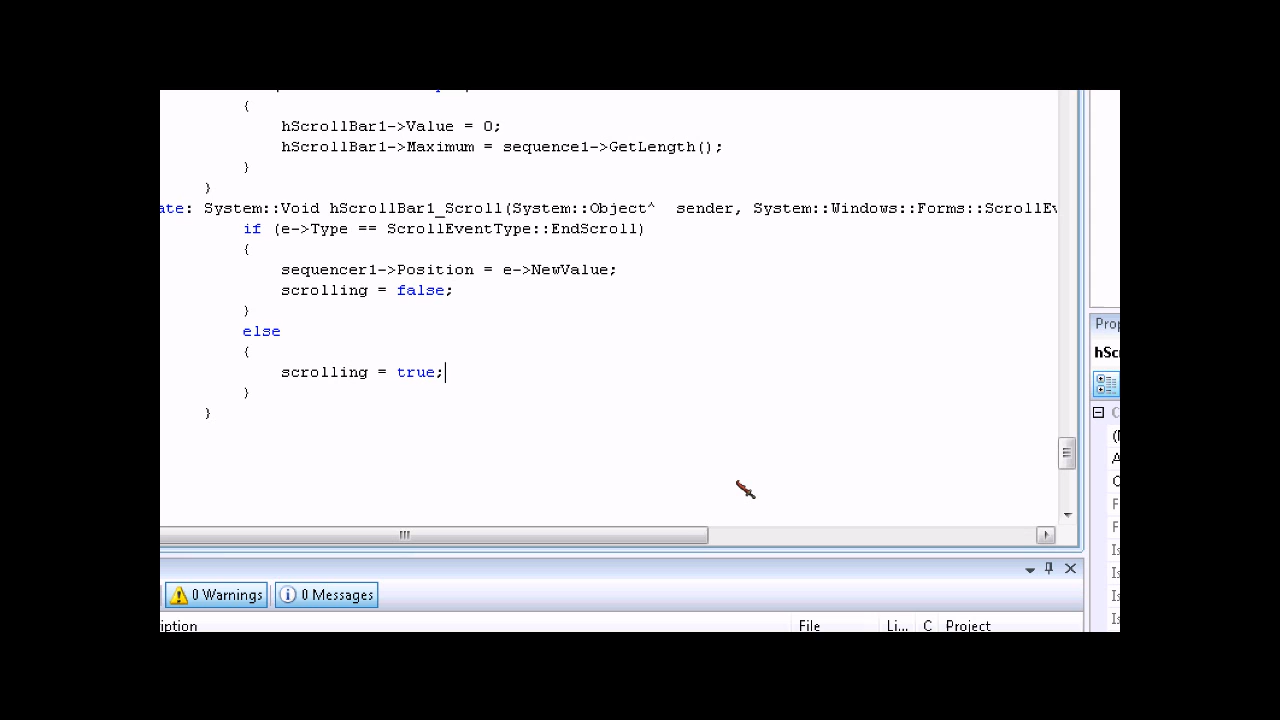 {
hScrollBar1->Value = 0;
hScrollBar1->Maximum = sequence1->GetLength();
}
}
ate: System::Void hScrollBar1_Scroll(System::Object^  sender, System::Windows::Forms::ScrollEv
if (e->Type == ScrollEventType::EndScroll)
{
sequencer1->Position = e->NewValue;
scrolling = false;
}
else
{
scrolling = true;
}
}
Prop
hScr
0 Warnings
0 Messages
iption
File
Li...
C
Project